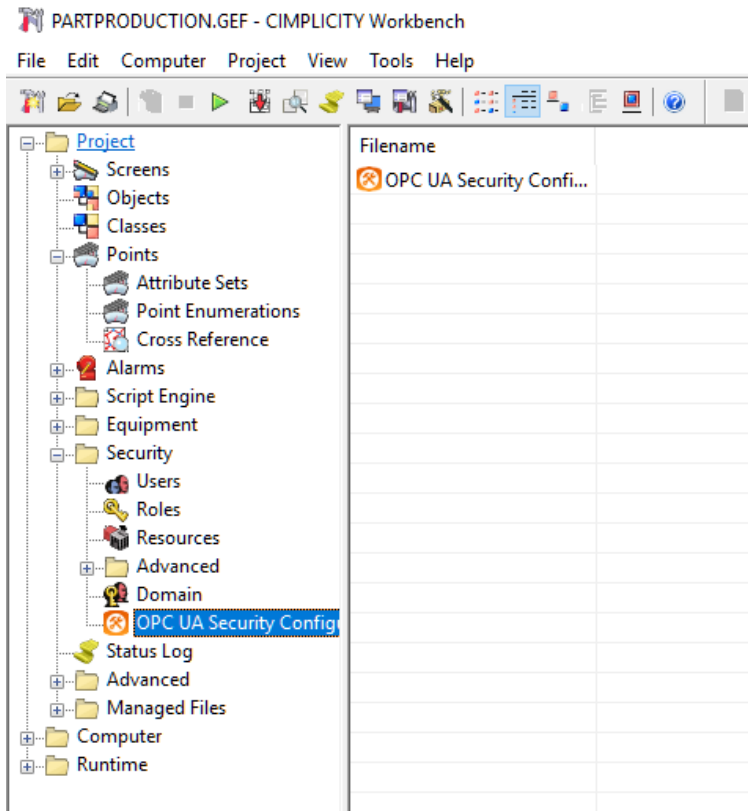 PARTPRODUCTION.GEF - CIMPLICITY Workbench
File Edit Computer Project View Tools Help
Project
Screens
Objects
Classes
Points
Attribute Sets
Point Enumerations
Cross Reference
Alarms
Script Engine
Equipment
Security
Users
Roles
Resources
Advanced
Domain
OPC UA Security Config
Status Log
Advanced
Managed Files
Computer
Runtime
Filename
OPC UA Security Confi...